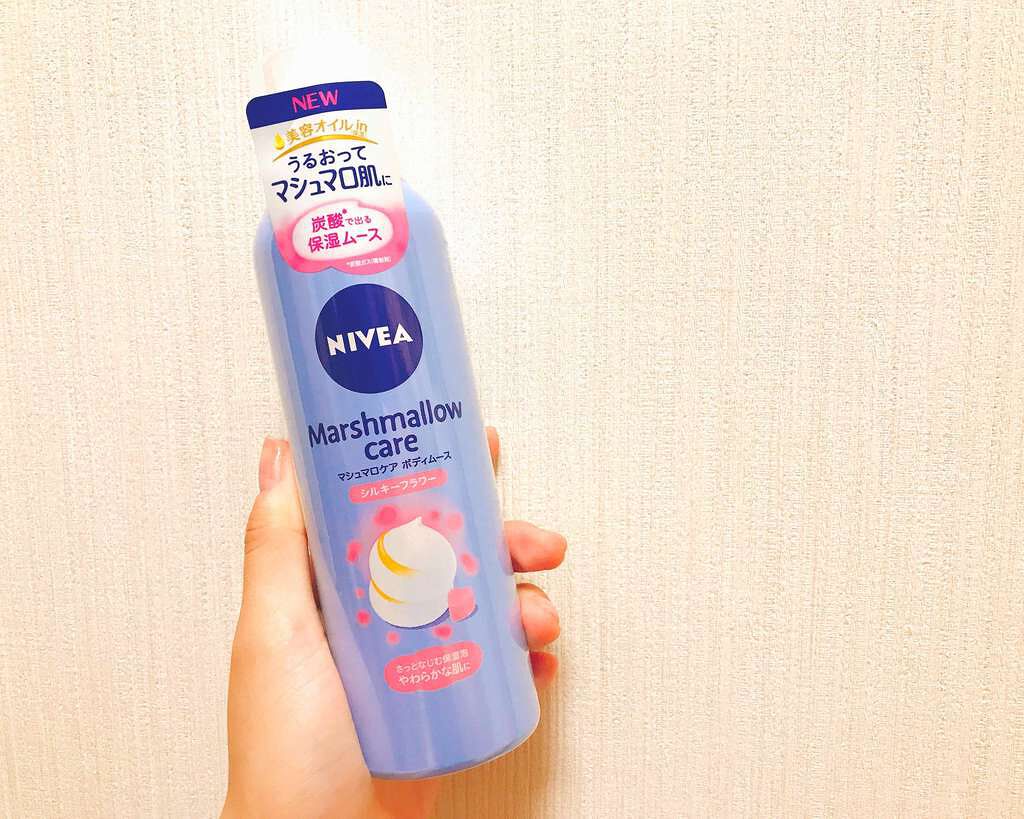 NEW
美容オイルin
うるおって
マシュマロ肌に
炭酸*で出る
保湿ムース
NIVEA
Marshmallow
care
マシュマロケア ボディムース
シルキーフラワー
さっとなじむ保湿泡
やわらかな肌に